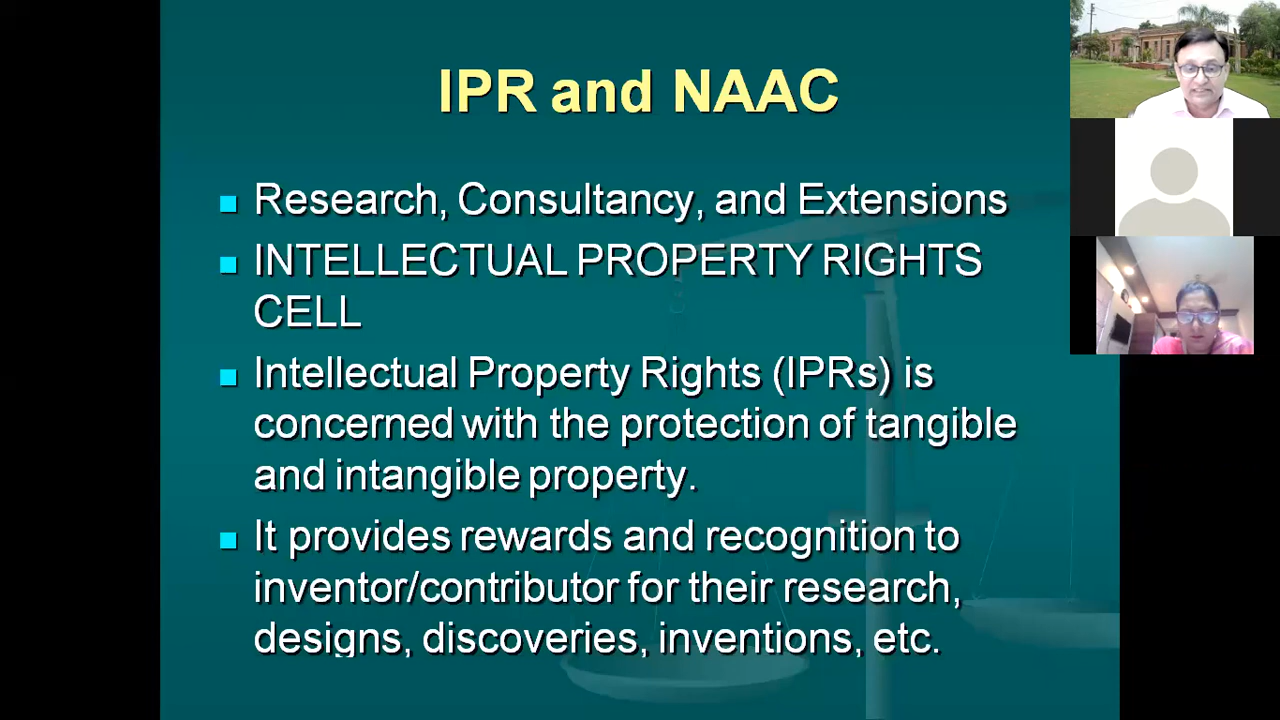 IPR and NAAC
Research, Consultancy, and Extensions
INTELLECTUAL PROPERTY RIGHTS
CELL
Intellectual Property Rights (IPRs) is
concerned with the protection of tangible
and intangible property.
It provides rewards and recognition to
inventor/contributor for their research,
designs, discoveries, inventions, etc.